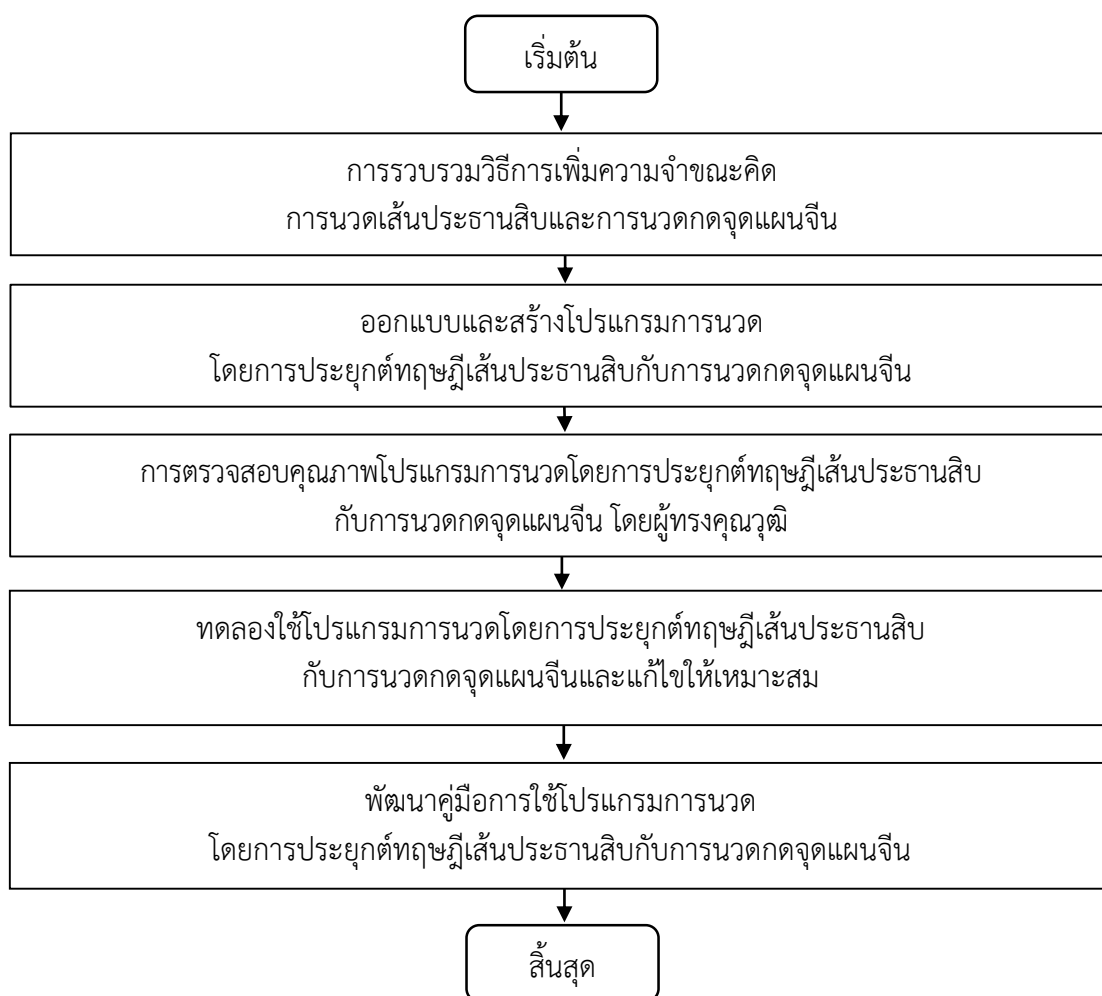 เริ่มต้น
การรวบรวมวิธีการเพิ่มความจำขณะคิด
การนวดเส้นประธานสิบและการนวดกดจุดแผนจีน
ออกแบบและสร้างโปรแกรมการนวด
โดยการประยุกต์ทฤษฎีเส้นประธานสิบกับการนวดกดจุดแผนจีน
การตรวจสอบคุณภาพโปรแกรมการนวดโดยการประยุกต์ทฤษฎีเส้นประธานสิบ
กับการนวดกดจุดแผนจีน โดยผู้ทรงคุณวุฒิ
ทดลองใช้โปรแกรมการนวดโดยการประยุกต์ทฤษฎีเส้นประธานสิบ
กับการนวดกดจุดแผนจีนและแก้ไขให้เหมาะสม
พัฒนาคู่มือการใช้โปรแกรมการนวด
โดยการประยุกต์ทฤษฎีเส้นประธานสิบกับการนวดกดจุดแผนจีน
สิ้นสุด